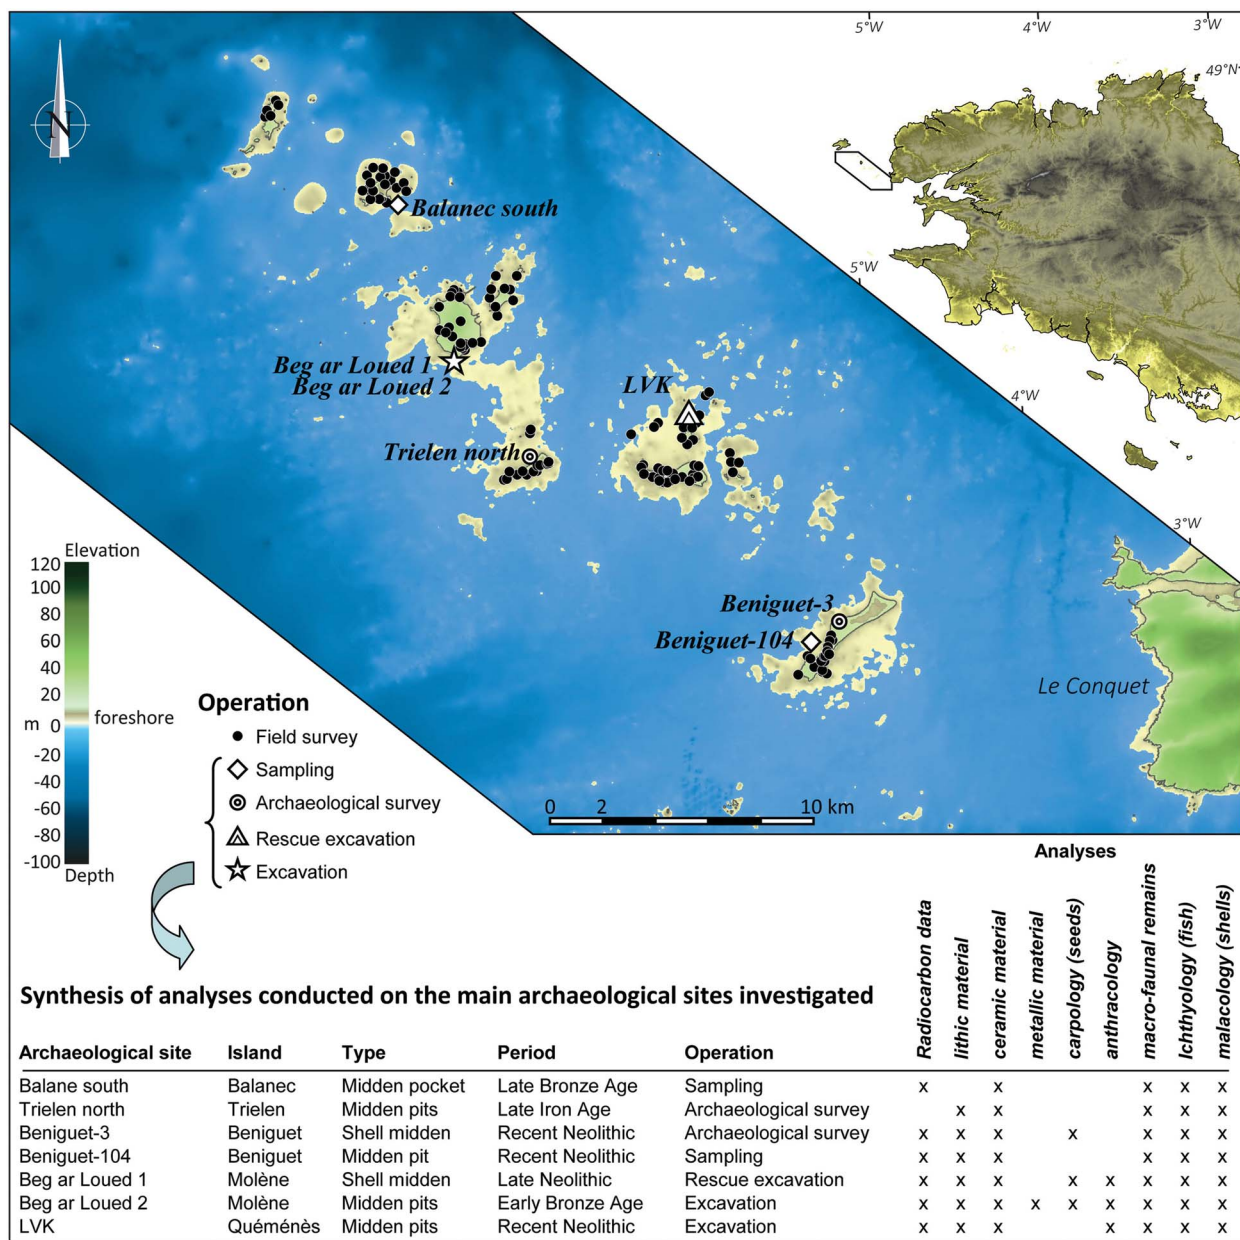 5°W 4°W 3°W
49°N
N
Balanec south
5°W
Beg ar Loued 1
Beg ar Loued 2
LVK
4°W
Trielen north
3°W
Elevation
120
100
80
60
40
20
m 0 foreshore
-20
-40
-60
-80
-100
Depth
Beniguet-3
Beniguet-104
Le Conquet
Operation
Field survey
Sampling
Archaeological survey
Rescue excavation
Excavation
0 2 10 km
Analyses
Radiocarbon data
lithic material
ceramic material
metallic material
carpology (seeds)
anthracology
macro-faunal remains
Ichthyology (fish)
malacology (shells)
Synthesis of analyses conducted on the main archaeological sites investigated
Archaeological site Island Type Period Operation
Balane south Balanec Midden pocket Late Bronze Age Sampling x x x x x
Trielen north Trielen Midden pits Late Iron Age Archaeological survey x x x x x
Beniguet-3 Beniguet Shell midden Recent Neolithic Archaeological survey x x x x x x x
Beniguet-104 Beniguet Midden pit Recent Neolithic Sampling x x x x x x
Beg ar Loued 1 Molène Shell midden Late Neolithic Rescue excavation x x x x x x x x
Beg ar Loued 2 Molène Midden pits Early Bronze Age Excavation x x x x x x x x x
LVK Quéménès Midden pits Recent Neolithic Excavation x x x x x x x